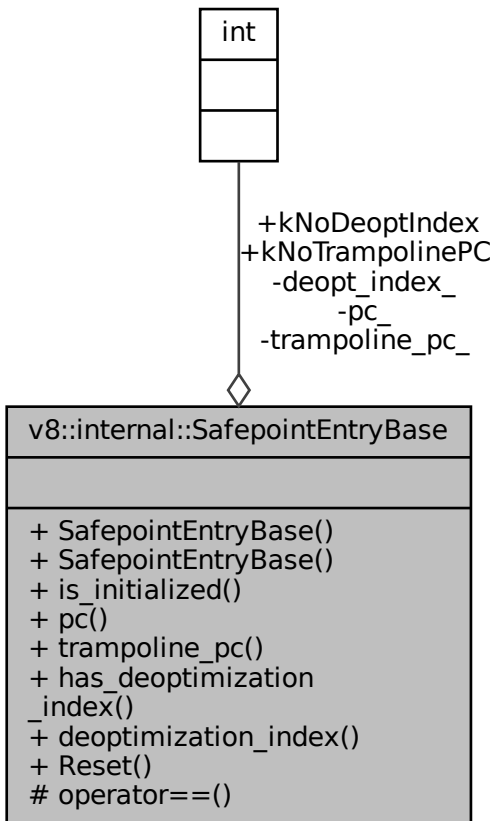 int
+kNoDeoptIndex
+kNoTrampolinePC
-deopt_index_
-pc_
-trampoline_pc_
v8::internal::SafepointEntryBase
+ SafepointEntryBase()
+ SafepointEntryBase()
+ is_initialized()
+ pc()
+ trampoline_pc()
+ has_deoptimization
_index()
+ deoptimization_index()
+ Reset()
# operator==()